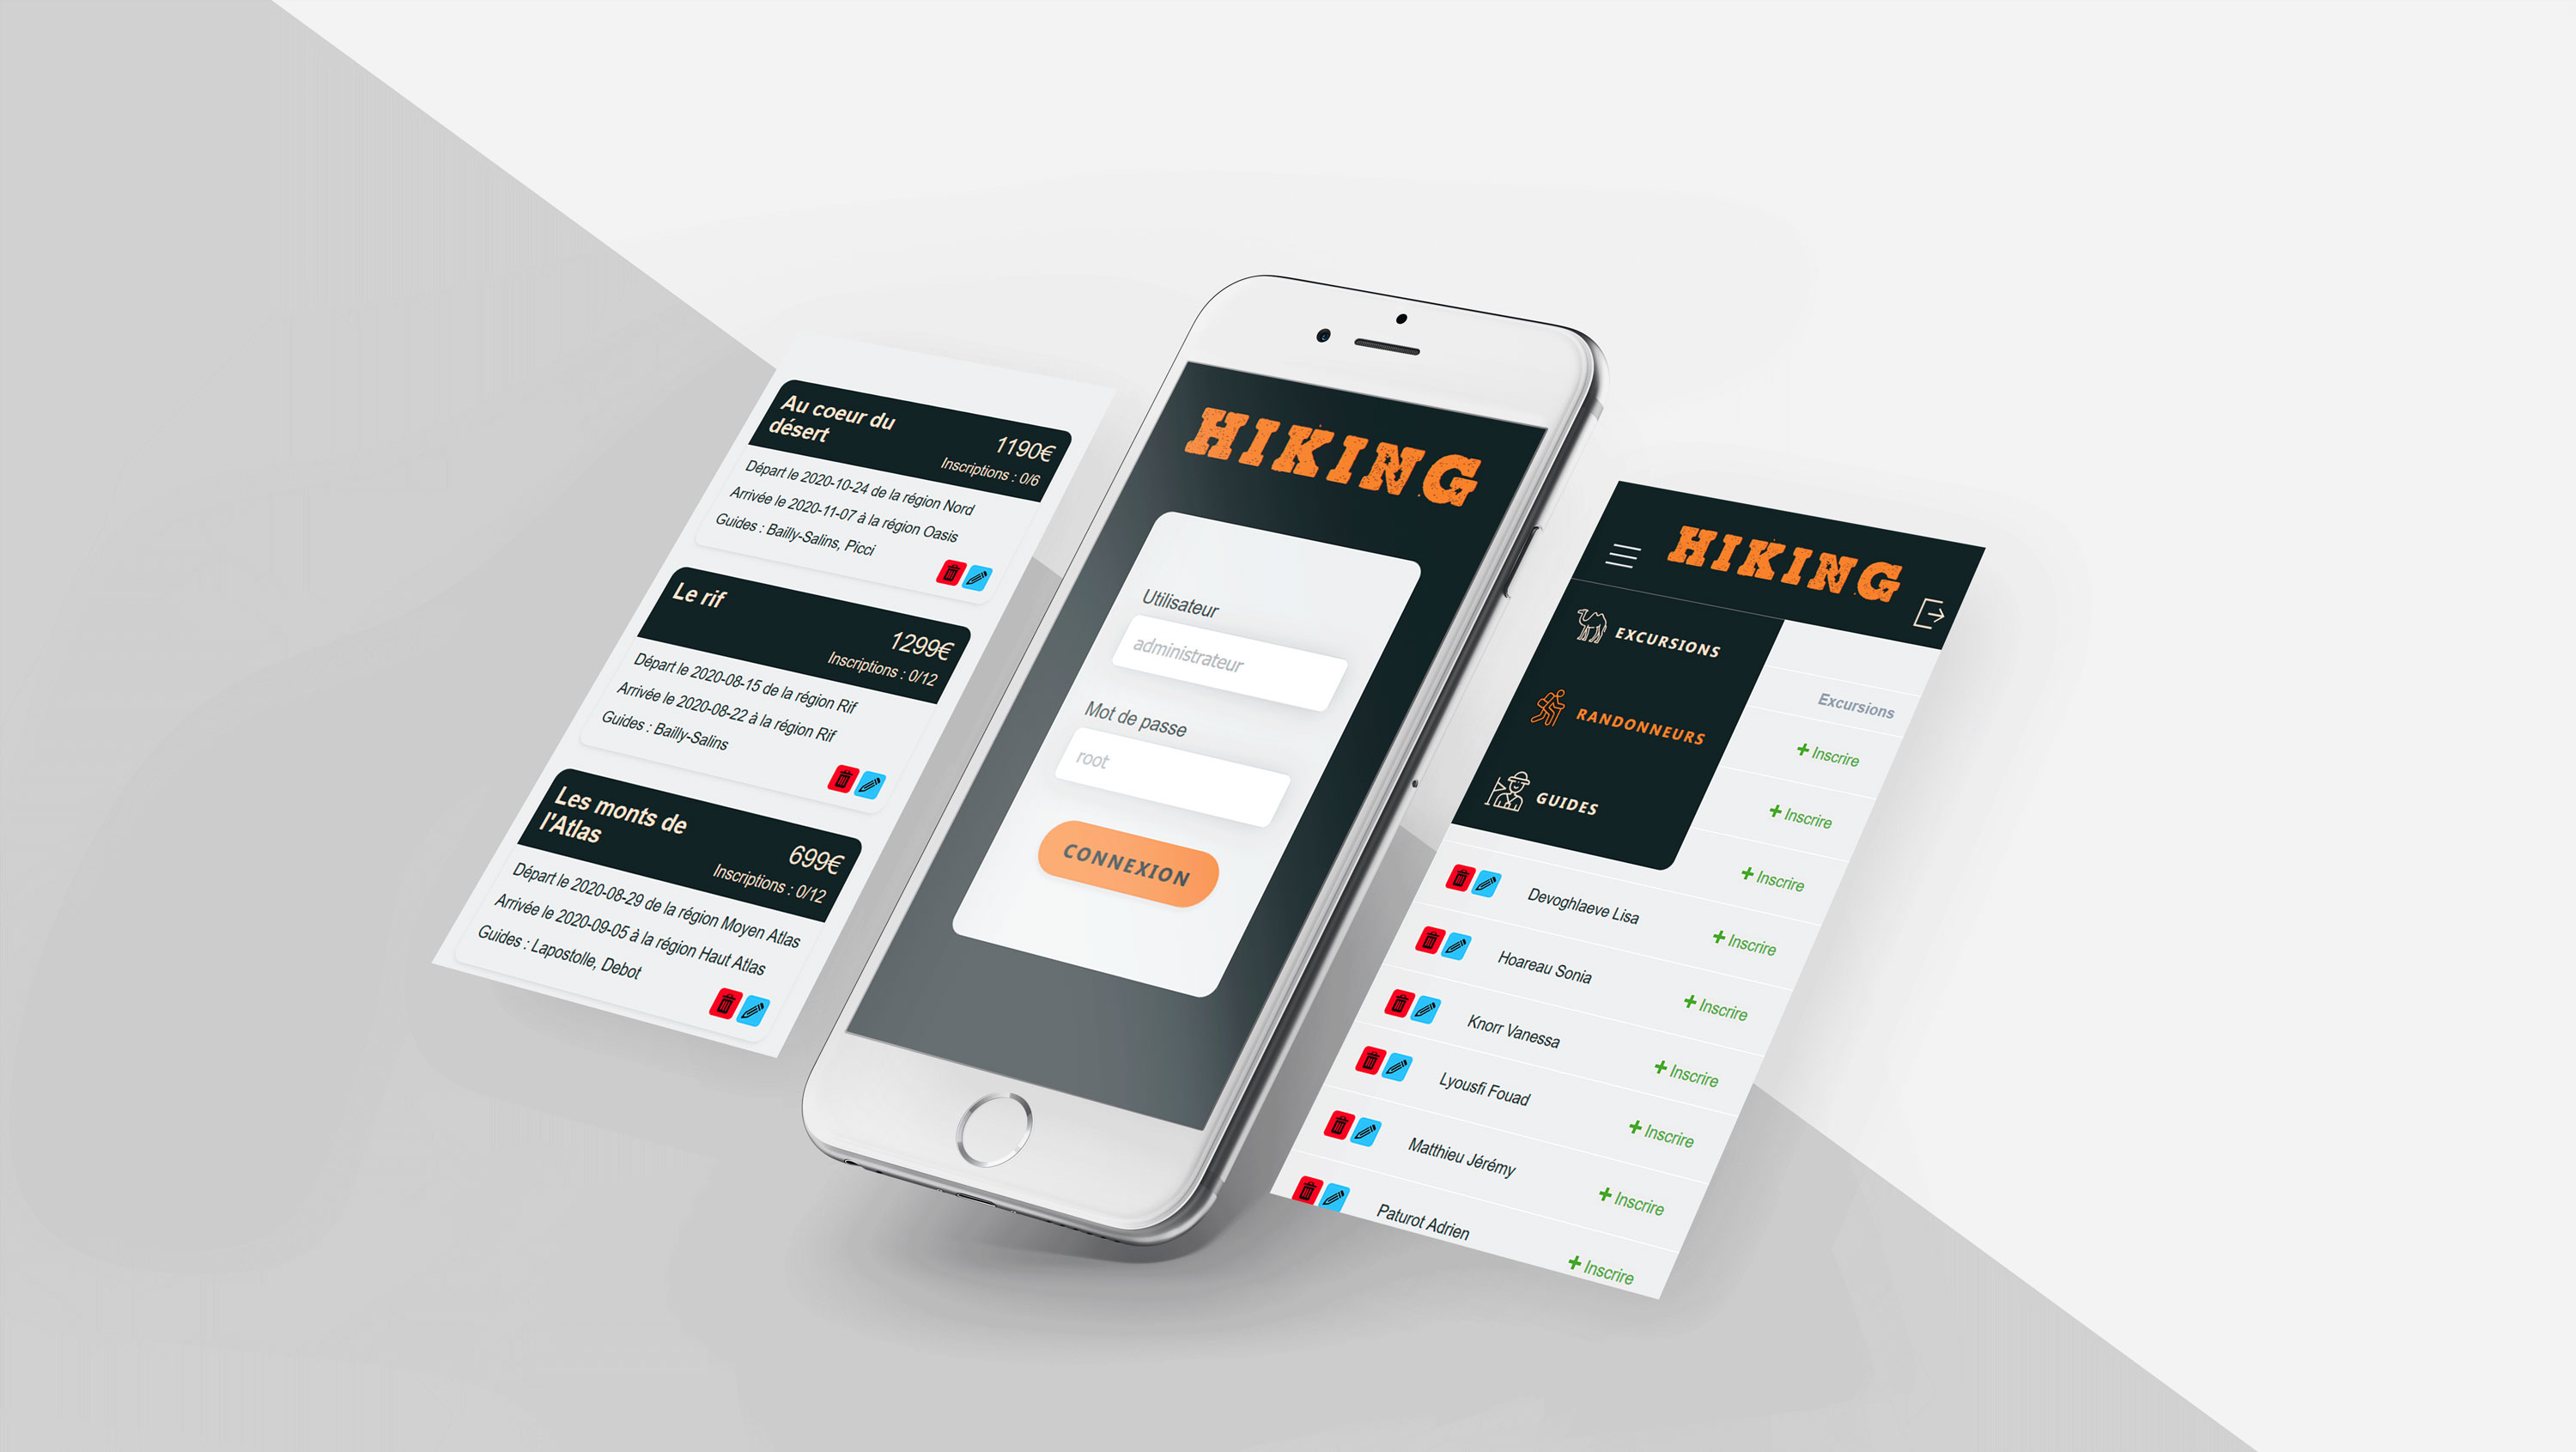 Au coeur du
désert
1190€
Inscriptions : 0/6
Départ le 2020-10-24 de la région Nord
Arrivée le 2020-11-07 à la région Oasis
Guides : Bailly-Salins, Picci
Le rif
1299€
Inscriptions : 0/12
Départ le 2020-08-15 de la région Rif
Arrivée le 2020-08-22 à la région Rif
Guides : Bailly-Salins
Les monts de
l'Atlas
699€
Inscriptions : 0/12
Départ le 2020-08-29 de la région Moyen Atlas
Arrivée le 2020-09-05 à la région Haut Atlas
Guides : Lapostolle, Debot
HIKING
Utilisateur
administrateur
Mot de passe
root
CONNEXION
HIKING
EXCURSIONS
RANDONNEURS
GUIDES
Excursions
+ Inscrire
+ Inscrire
+ Inscrire
Devoghlaeve Lisa
+ Inscrire
Hoareau Sonia
+ Inscrire
Knorr Vanessa
+ Inscrire
Lyousfi Fouad
+ Inscrire
Matthieu Jérémy
+ Inscrire
Paturot Adrien
+ Inscrire